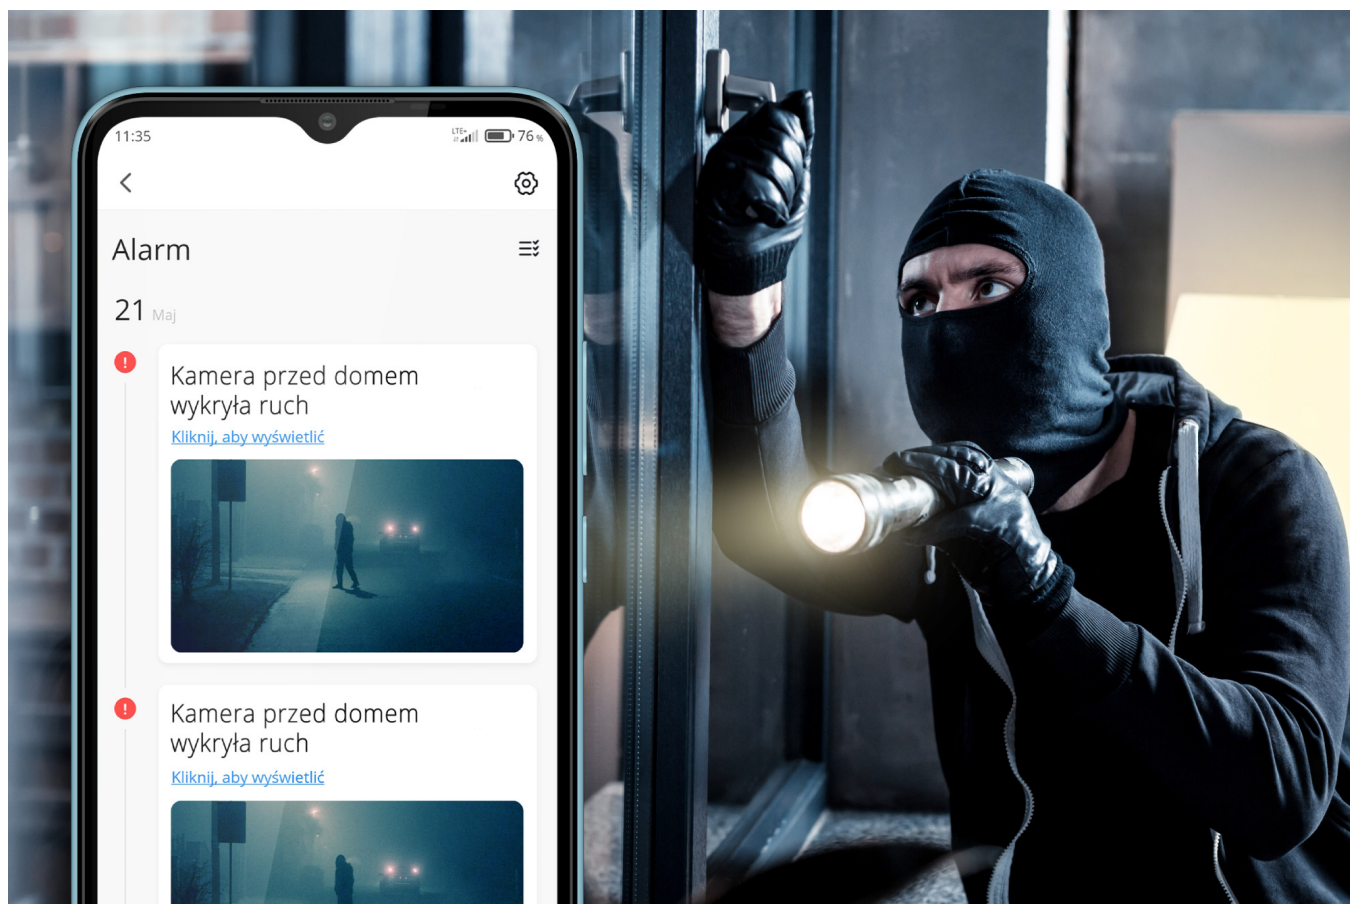 11:35
LTE+
76 %
Alarm
21 Maj
Kamera przed domem
wykryła ruch
Kliknij, aby wyświetlić
Kamera przed domem
wykryła ruch
Kliknij, aby wyświetlić